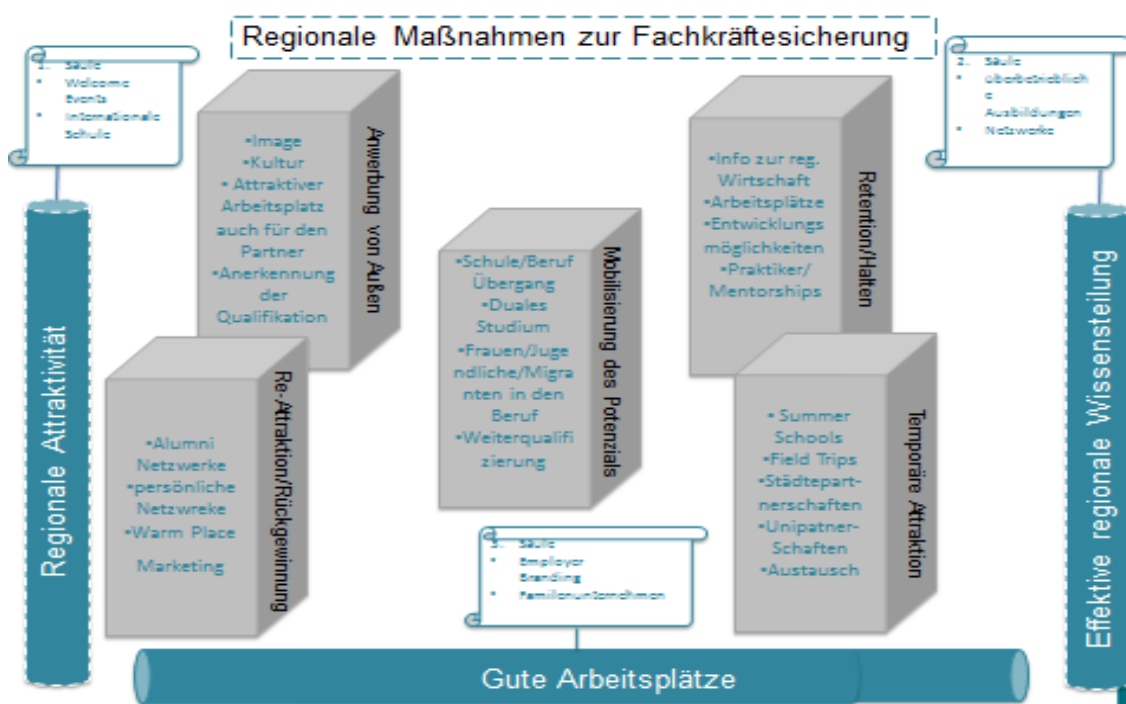 Regionale Maßnahmen zur Fachkräftesicherung
1. Säule
• Welcome
Events
• Internationale
Schule
2. Säule
• überbetrieblich
e
Ausbildungen
• Netzwerke
Regionale Attraktivität
•Image
•Kultur
• Attraktiver
Arbeitsplatz
auch für den
Partner
•Anerkennung
der
Qualifikation
Anwerbung von Außen
•Alumni
Netzwerke
•persönliche
Netzwreke
•Warm Place
Marketing
Re-Attraktion/Rückgewinnung
•Schule/Beruf
Übergang
•Duales
Studium
•Frauen/Juge
ndliche/Migra
nten in den
Beruf
•Weiterqualifi
zierung
Mobilisierung des Potenzials
•Info zur reg.
Wirtschaft
•Arbeitsplätze
•Entwicklungs
möglichkeiten
•Praktiker/
Mentorships
Retention/Halten
• Summer
Schools
•Field Trips
•Städtepart-
nerschaften
•Unipatner-
Schaften
•Austausch
Temporäre Attraktion
Effektive regionale Wissensteilung
3. Säule
• Employer
Branding
• Familienunternehmen
Gute Arbeitsplätze